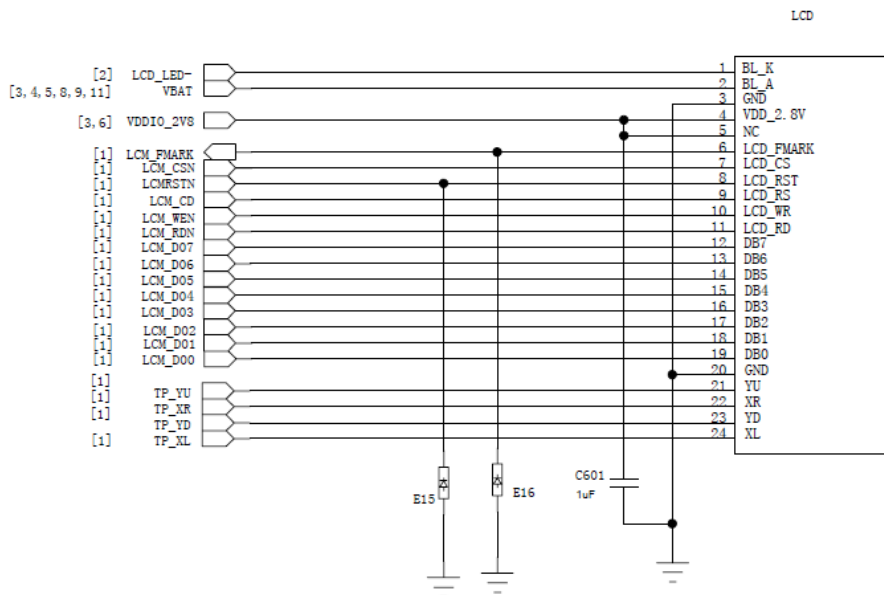 LCD
[2] LCD_LED- 1 BL_K
[3,4,5,8,9,11] VBAT 2 BL_A
3 GND
[3,6] VDDIO_2V8 4 VDD_2.8V
5 NC
[1] LCM_FMARK 6 LCD_FMARK
[1] LCM_CSN 7 LCD_CS
[1] LCMRSTN 8 LCD_RST
[1] LCM_CD 9 LCD_RS
[1] LCM_WEN 10 LCD_WR
[1] LCM_RDN 11 LCD_RD
[1] LCM_D07 12 DB7
[1] LCM_D06 13 DB6
[1] LCM_D05 14 DB5
[1] LCM_D04 15 DB4
[1] LCM_D03 16 DB3
[1] LCM_D02 17 DB2
[1] LCM_D01 18 DB1
[1] LCM_D00 19 DB0
[1] 20 GND
[1] TP_YU 21 YU
[1] TP_XR 22 XR
TP_YD 23 YD
[1] TP_XL 24 XL
E15 E16 C601
1uF